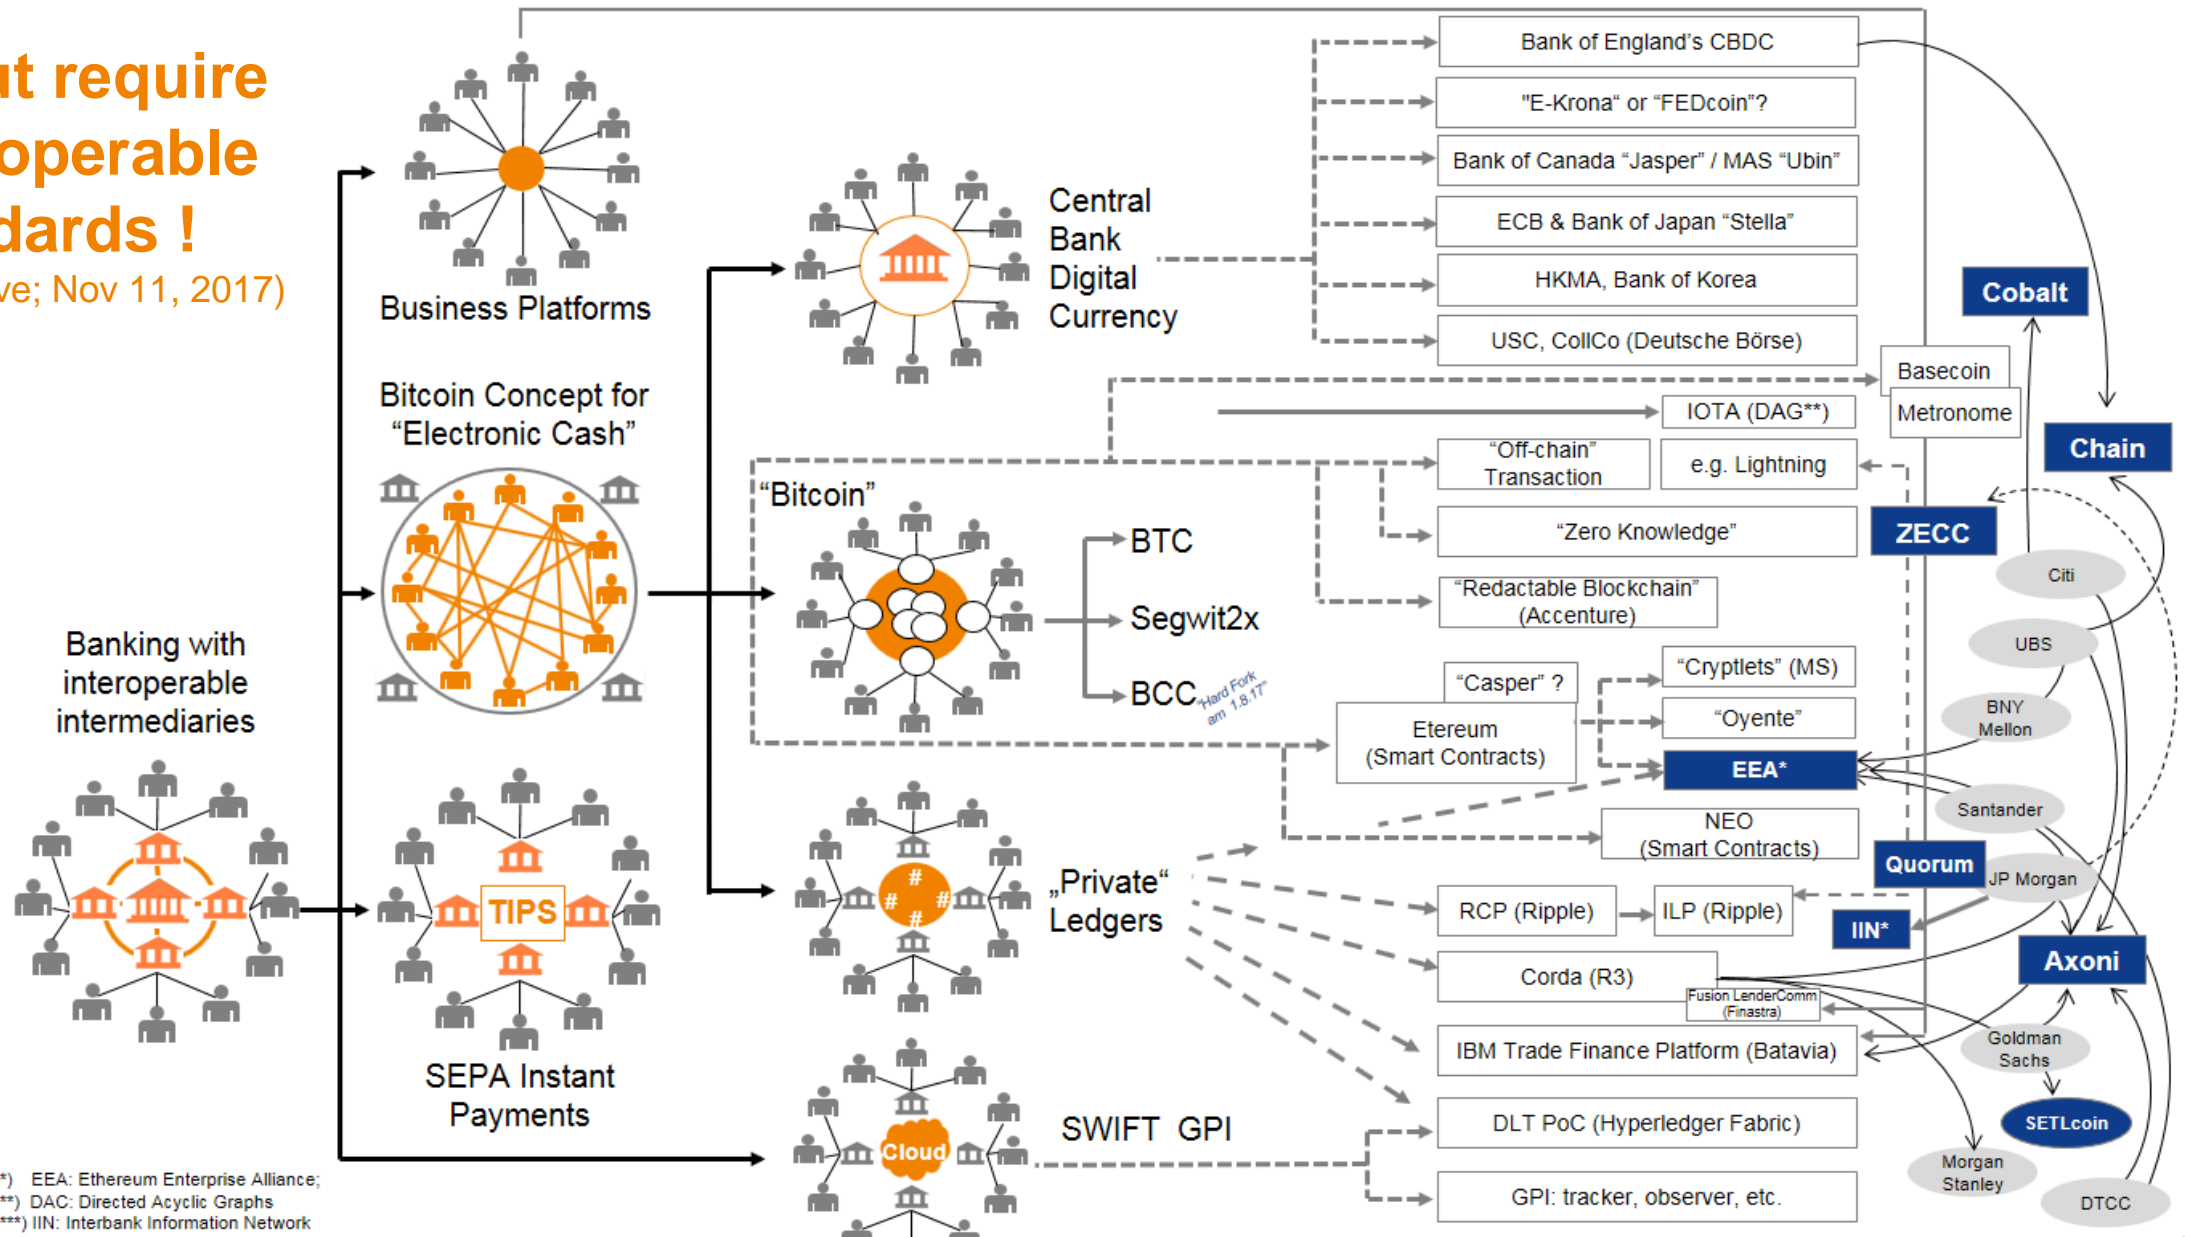 ut require
operable
dards !
ve; Nov 11, 2017)
Business Platforms
Bitcoin Concept for
“Electronic Cash”
Banking with
interoperable
intermediaries
TIPS
SEPA Instant
Payments
*) EEA: Ethereum Enterprise Alliance;
**) DAC: Directed Acyclic Graphs
***) IIN: Interbank Information Network
Central
Bank
Digital
Currency
“Bitcoin”
BTC
Segwit2x
BCC
"Hard Fork
am 1.8.17"
#
# #
#
„Private“
Ledgers
Cloud
SWIFT GPI
Bank of England’s CBDC
"E-Krona“ or “FEDcoin”?
Bank of Canada “Jasper” / MAS “Ubin”
ECB & Bank of Japan “Stella”
HKMA, Bank of Korea
USC, CollCo (Deutsche Börse)
Basecoin
Metronome
IOTA (DAG**)
“Off-chain”
Transaction
e.g. Lightning
“Zero Knowledge”
“Redactable Blockchain”
(Accenture)
“Casper” ?
Etereum
(Smart Contracts)
“Cryptlets” (MS)
“Oyente”
EEA*
NEO
(Smart Contracts)
RCP (Ripple)
ILP (Ripple)
Corda (R3)
Fusion LenderComm
(Finastra)
IBM Trade Finance Platform (Batavia)
DLT PoC (Hyperledger Fabric)
GPI: tracker, observer, etc.
Cobalt
Chain
ZECC
Citi
UBS
BNY
Mellon
Santander
Quorum
JP Morgan
IIN*
Axoni
Goldman
Sachs
SETLcoin
Morgan
Stanley
DTCC